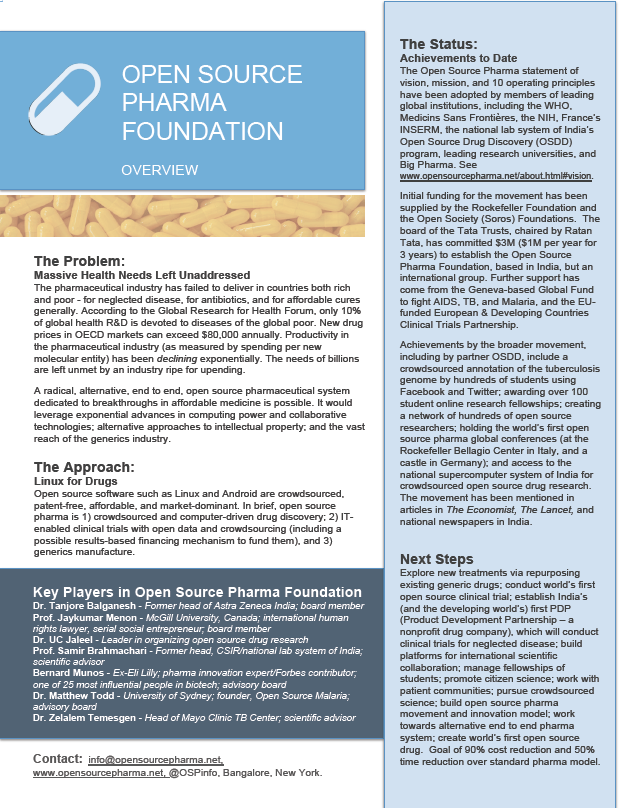 OPEN SOURCE
PHARMA
FOUNDATION
OVERVIEW
The Problem:
Massive Health Needs Left Unaddressed
The pharmaceutical industry has failed to deliver in countries both rich
and poor - for neglected disease, for antibiotics, and for affordable cures
generally. According to the Global Research for Health Forum, only 10%
of global health R&D is devoted to diseases of the global poor. New drug
prices in OECD markets can exceed $80,000 annually. Productivity in
the pharmaceutical industry (as measured by spending per new
molecular entity) has been declining exponentially. The needs of billions
are left unmet by an industry ripe for upending.
A radical, alternative, end to end, open source pharmaceutical system
dedicated to breakthroughs in affordable medicine is possible. It would
leverage exponential advances in computing power and collaborative
technologies; alternative approaches to intellectual property; and the vast
reach of the generics industry.
The Approach:
Linux for Drugs
Open source software such as Linux and Android are crowdsourced,
patent-free, affordable, and market-dominant. In brief, open source
pharma is 1) crowdsourced and computer-driven drug discovery; 2) IT-
enabled clinical trials with open data and crowdsourcing (including a
possible results-based financing mechanism to fund them), and 3)
generics manufacture.
Key Players in Open Source Pharma Foundation
Dr. Tanjore Balganesh - Former head of Astra Zeneca India; board member
Prof. Jaykumar Menon - McGill University, Canada; international human
rights lawyer, serial social entrepreneur; board member
Dr. UC Jaleel - Leader in organizing open source drug research
Prof. Samir Brahmachari - Former head, CSIR/national lab system of India;
scientific advisor
Bernard Munos - Ex-Eli Lilly; pharma innovation expert/Forbes contributor;
one of 25 most influential people in biotech; advisory board
Dr. Matthew Todd - University of Sydney; founder, Open Source Malaria;
advisory board
Dr. Zelalem Temesgen - Head of Mayo Clinic TB Center; scientific advisor
Contact: info@opensourcepharma.net,
www.opensourcepharma.net, @OSPinfo, Bangalore, New York.
The Status:
Achievements to Date
The Open Source Pharma statement of
vision, mission, and 10 operating principles
have been adopted by members of leading
global institutions, including the WHO,
Medicins Sans Frontières, the NIH, France's
INSERM, the national lab system of India's
Open Source Drug Discovery (OSDD)
program, leading research universities, and
Big Pharma. See
www.opensourcepharma.net/about.html#vision.
Initial funding for the movement has been
supplied by the Rockefeller Foundation and
the Open Society (Soros) Foundations. The
board of the Tata Trusts, chaired by Ratan
Tata, has committed $3M ($1M per year for
3 years) to establish the Open Source
Pharma Foundation, based in India, but an
international group. Further support has
come from the Geneva-based Global Fund
to fight AIDS, TB, and Malaria, and the EU-
funded European & Developing Countries
Clinical Trials Partnership.
Achievements by the broader movement,
including by partner OSDD, include a
crowdsourced annotation of the tuberculosis
genome by hundreds of students using
Facebook and Twitter; awarding over 100
student online research fellowships; creating
a network of hundreds of open source
researchers; holding the world's first open
source pharma global conferences (at the
Rockefeller Bellagio Center in Italy, and a
castle in Germany); and access to the
national supercomputer system of India for
crowdsourced open source drug research.
The movement has been mentioned in
articles in The Economist, The Lancet, and
national newspapers in India.
Next Steps
Explore new treatments via repurposing
existing generic drugs; conduct world's first
open source clinical trial; establish India's
(and the developing world's) first PDP
(Product Development Partnership – a
nonprofit drug company), which will conduct
clinical trials for neglected disease; build
platforms for international scientific
collaboration; manage fellowships of
students; promote citizen science; work with
patient communities; pursue crowdsourced
science; build open source pharma
movement and innovation model; work
towards alternative end to end pharma
system; create world's first open source
drug. Goal of 90% cost reduction and 50%
time reduction over standard pharma model.